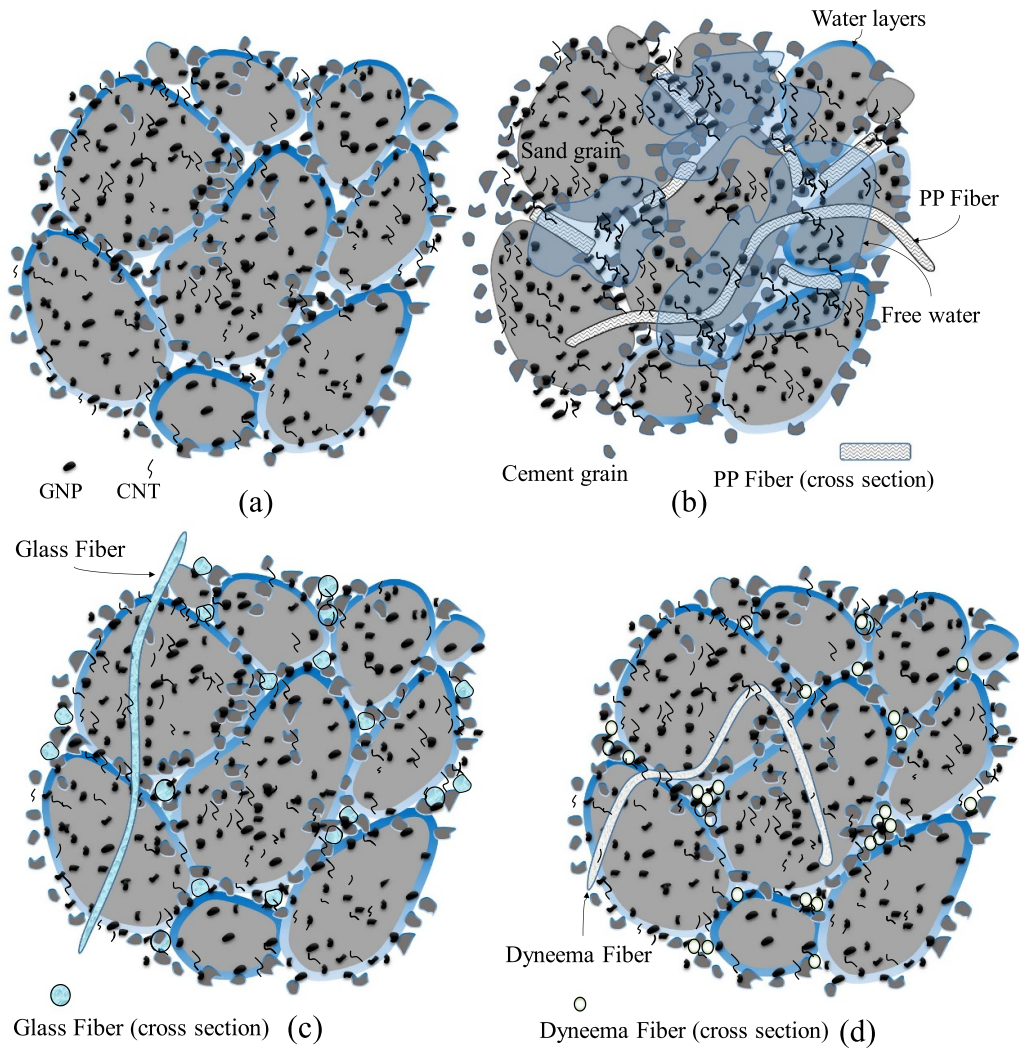 Water layers
Sand grain
PP Fiber
Free water
GNP
CNT
(a)
Cement grain
(b)
PP Fiber (cross section)
Glass Fiber
Dyneema Fiber
Glass Fiber (cross section)
(c)
Dyneema Fiber (cross section)
(d)